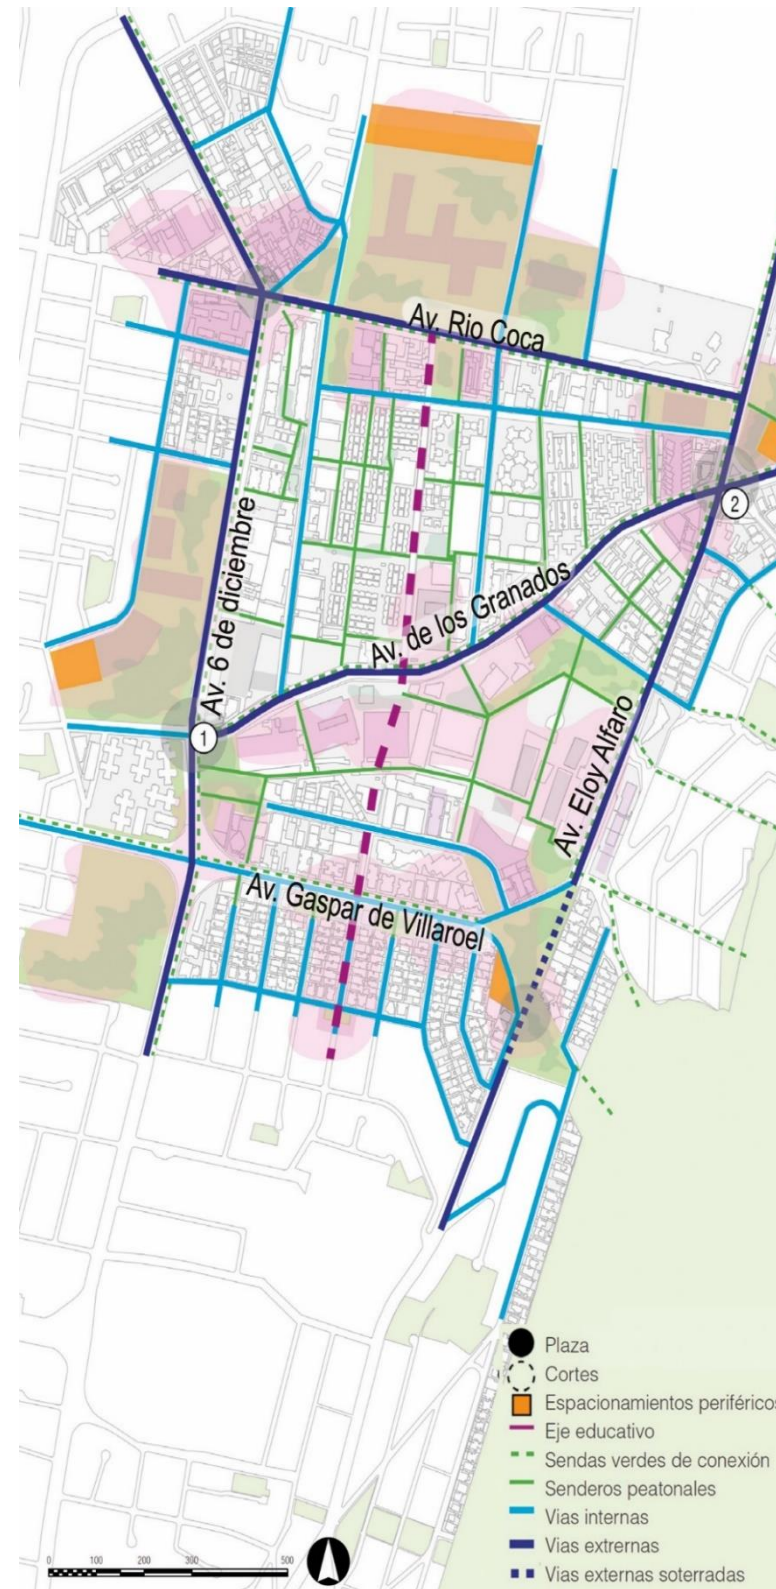 Av. Rio Coca
Av. 6 de diciembre
2
Av. de los Granados
1
Av. Eloy Alfaro
Av. Gaspar de Villaroel
Plaza
Cortes
Espacionamientos periféricos
Eje educativo
Sendas verdes de conexión
Senderos peatonales
Vias internas
Vias extrernas
Vias externas soterradas
0 100 200 300 500